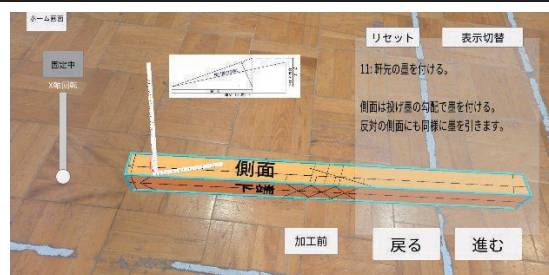 ホーム画面
固定中
X軸回転
リセット
表示切替
11:軒先の墨を付ける。
側面は投げ墨の勾配で墨を付ける。
反対の側面にも同様に墨を引きます。
側面
下端
加工前
戻る
進む